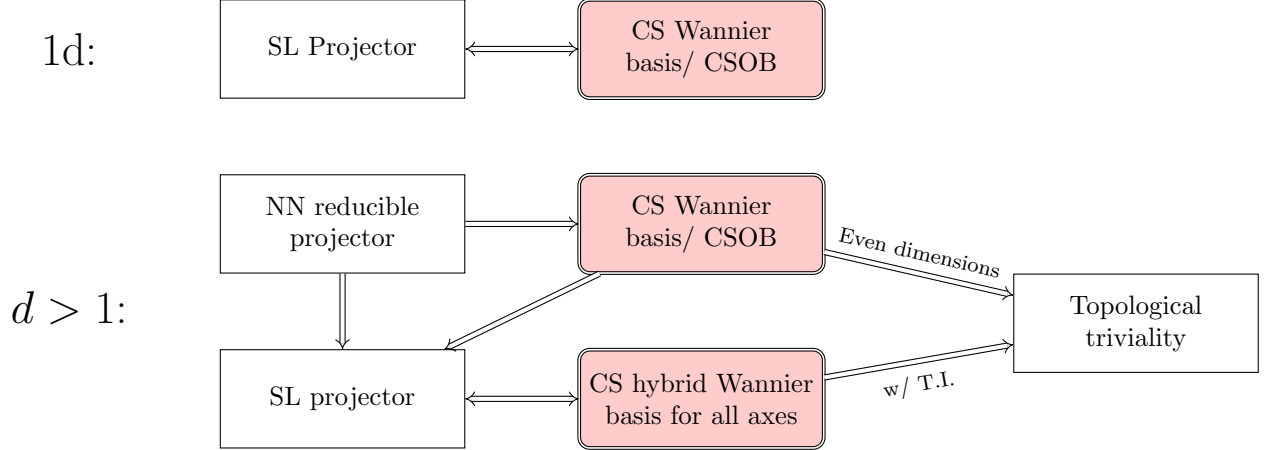 1d:
SL Projector
CS Wannier
basis/ CSOB
d > 1:
NN reducible
projector
CS Wannier
basis/ CSOB
Even dimensions
Topological
triviality
SL projector
CS hybrid Wannier
basis for all axes
w/ T.I.